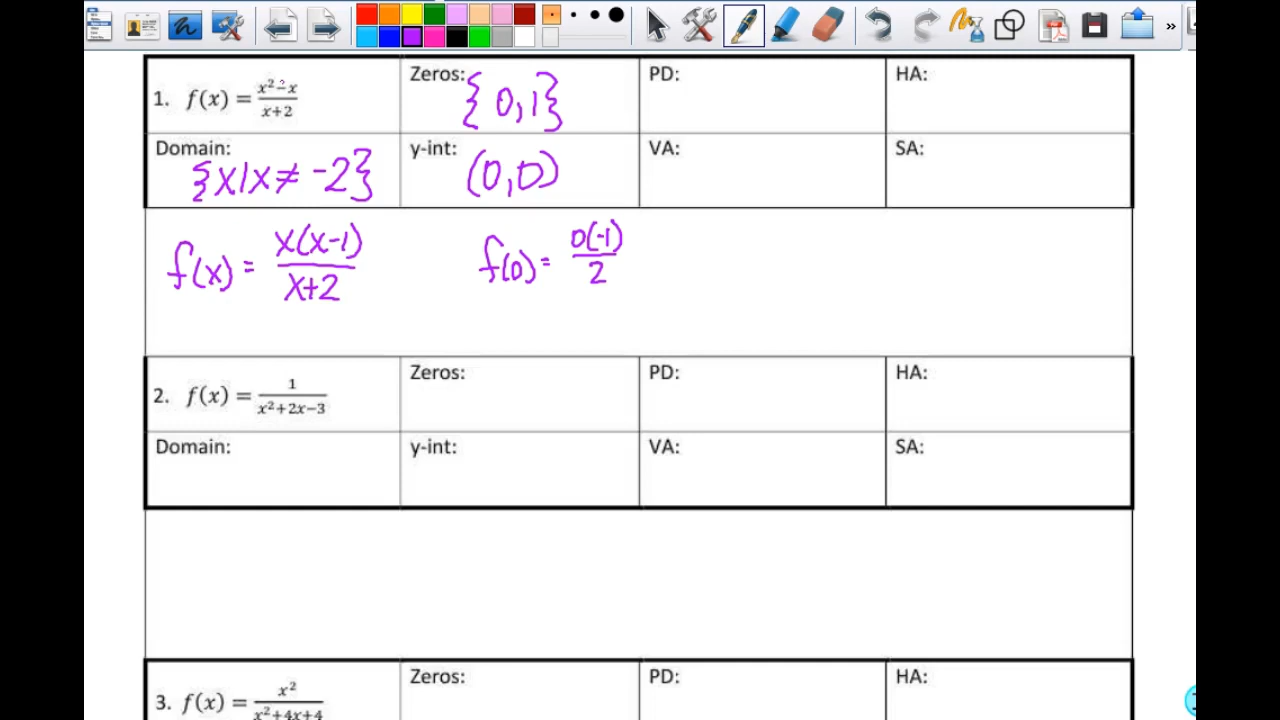 1. f(x) = x²-x/x+2
Zeros: {0,1}
PD:
HA:
Domain: {x|x≠ -2}
y-int: (0,0)
VA:
SA:
f(x) = x(x-1)/x+2
f(0) = 0(-1)/2
2. f(x) = 1/x²+2x−3
Zeros:
PD:
HA:
Domain:
y-int:
VA:
SA:
3. f(x) = x²/x²+4x+4
Zeros:
PD:
HA: